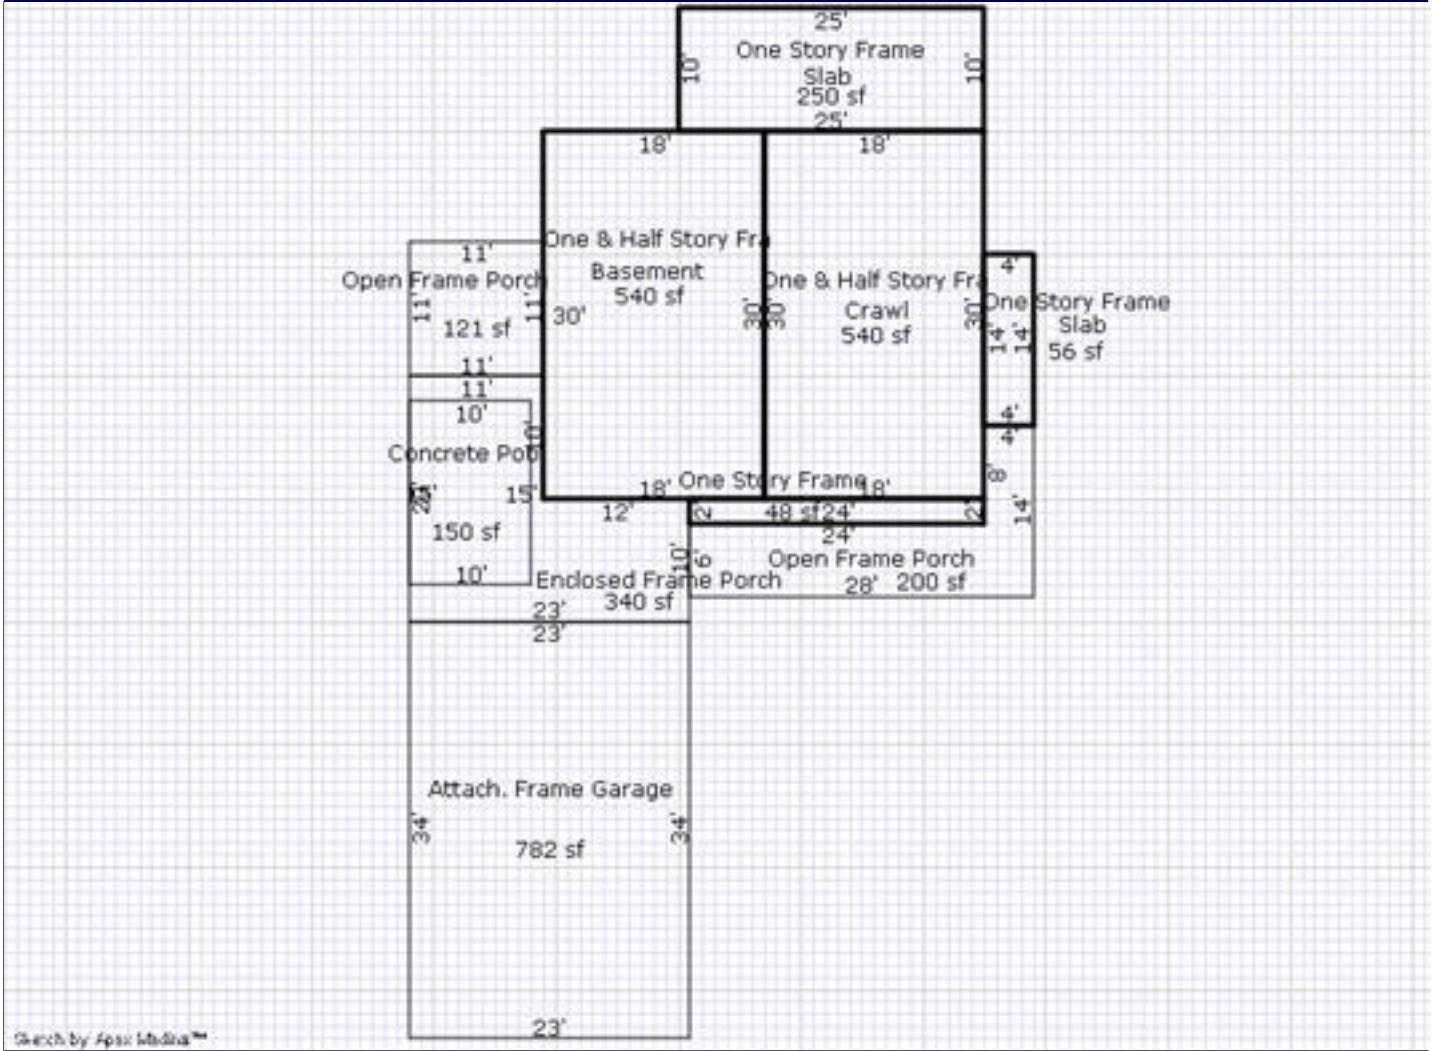 25'
One Story Frame
10'
10'
Slab
250 sf
25'
18'
18'
11'
One & Half Story Fra
Open Frame Porch
Basement
One & Half Story Fra
4'
540 sf
11'
11'
30'
30'
30'
Crawl
30'
One Story Frame
121 sf
540 sf
14'
14'
Slab
56 sf
11'
11'
10'
10'
4'
4'
Concrete
15'
8'
14'
18'
One Story Frame
18'
12'
2'
48 sf
24'
2'
150 sf
24'
10'
6'
Open Frame Porch
10'
Enclosed Frame Porch
28'
200 sf
340 sf
23'
23'
Attach. Frame Garage
34'
34'
782 sf
23'
Sketch by Apex Medina™